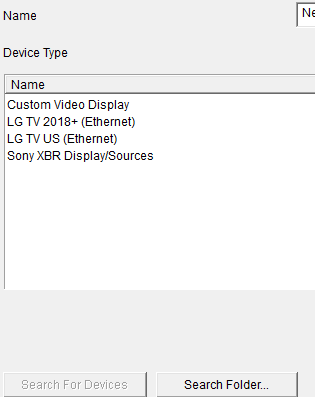 Name
Ne
Device Type
Name
Custom Video Display
LG TV 2018+ (Ethernet)
LG TV US (Ethernet)
Sony XBR Display/Sources
Search For Devices
Search Folder...